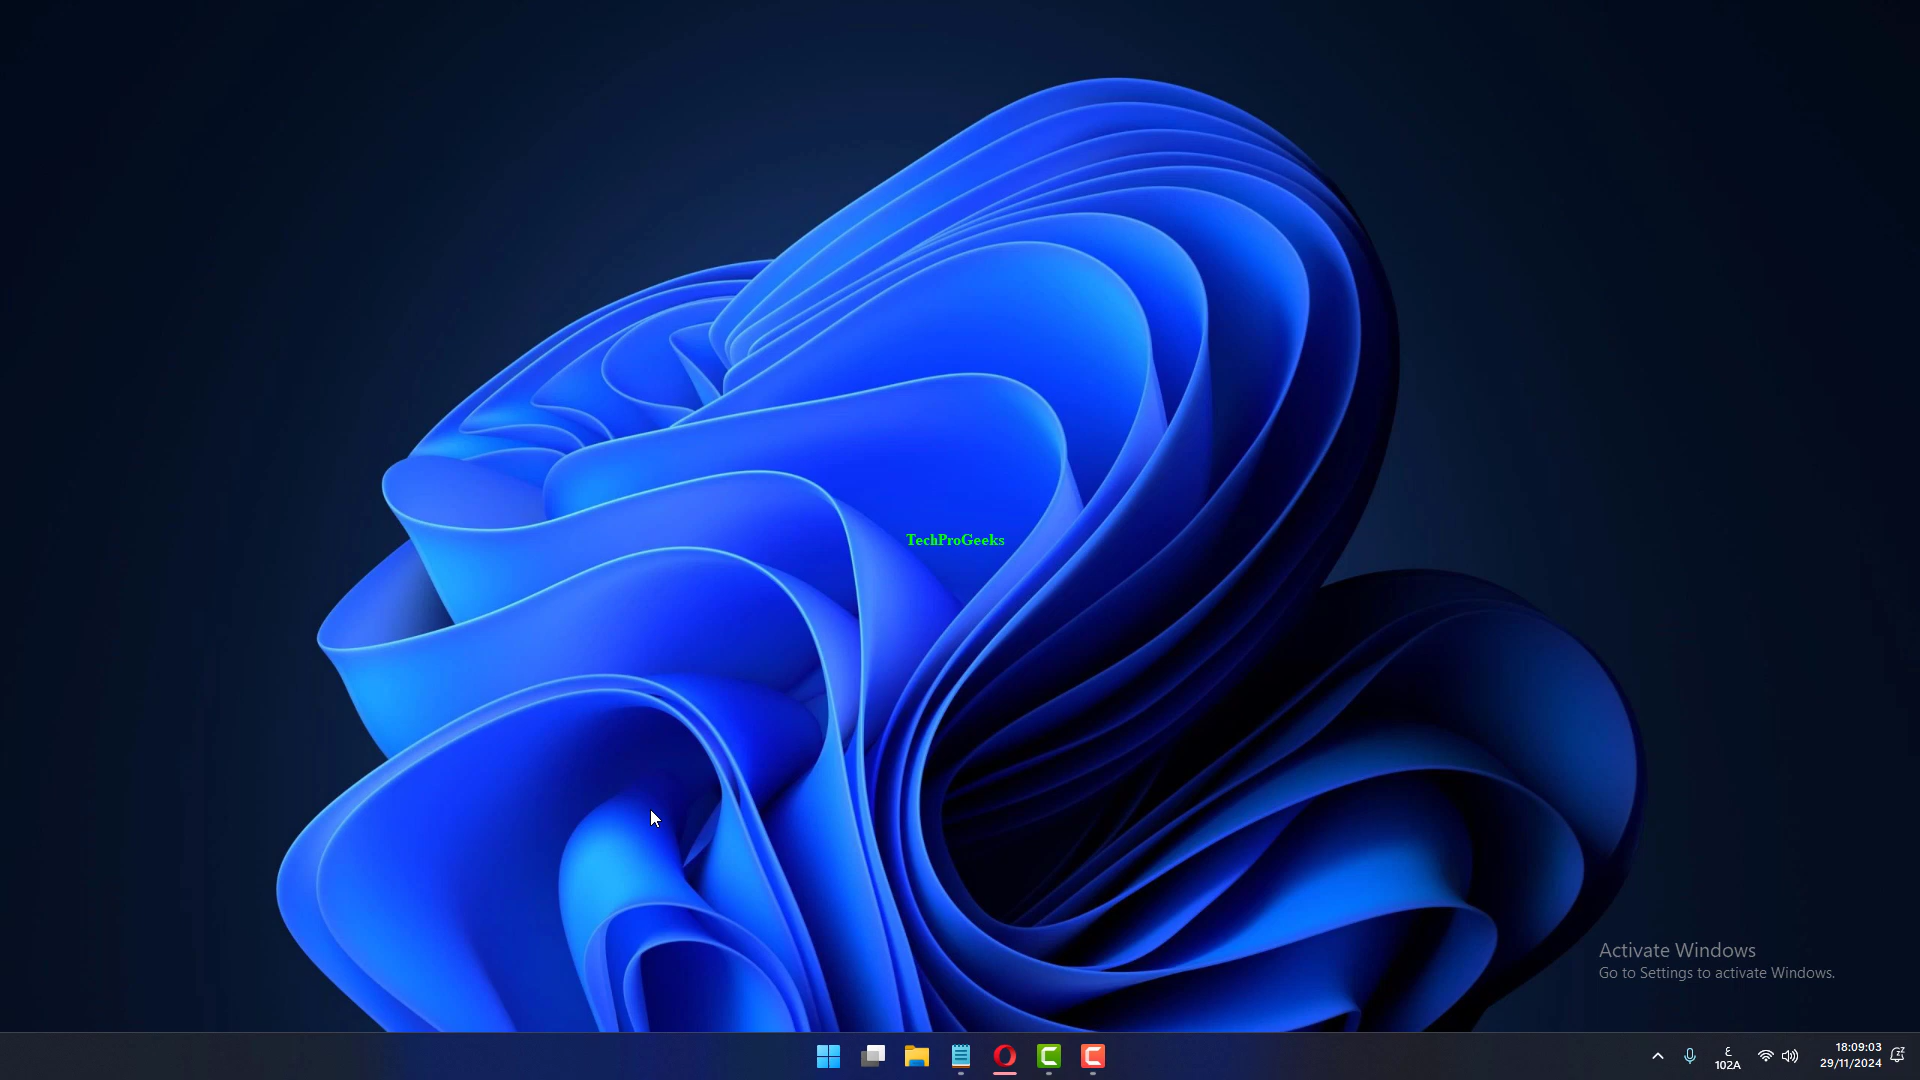 TechProGeeks
Activate Windows
Go to Settings to activate Windows.
ع
102A
18:09:03
29/11/2024